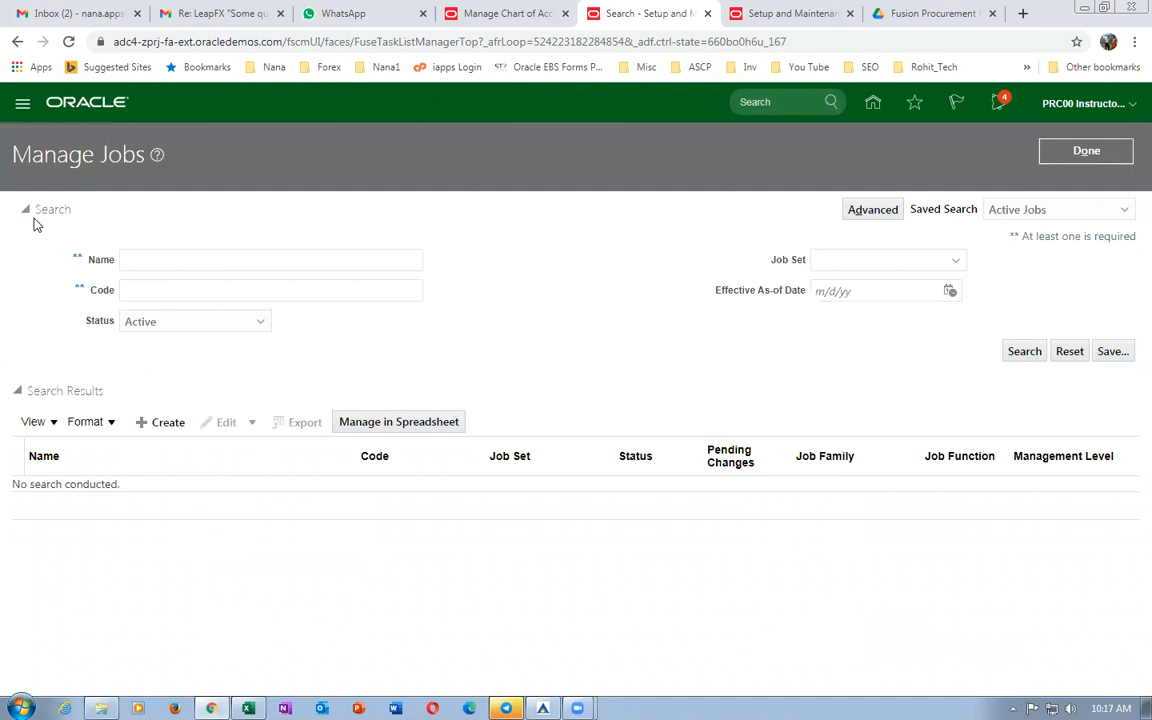 Inbox (2) - nana.apps
Re: LeapFX "Some qu
WhatsApp
Manage Chart of Acc
Search - Setup and M
Setup and Maintenan
Fusion Procurement C
adc4-zprj-fa-ext.oracledemos.com/fscmUI/faces/FuseTaskListManagerTop?_afrLoop=5242231822848548&_adf.ctrl-state=660bo0h6u_167
Apps Suggested Sites Bookmarks Nana Forex Nana1 iapps Login Oracle EBS Forms P... Misc ASCP Inv You Tube SEO Rohit_Tech » Other bookmarks
ORACLE Search 4 PRC00 Instructo...
Manage Jobs ? Done
Search Advanced Saved Search Active Jobs
** At least one is required
** Name Job Set
** Code Effective As-of Date m/d/yy
Status Active
Search Reset Save...
Search Results
View Format + Create Edit Export Manage in Spreadsheet
Name Code Job Set Status Pending Changes Job Family Job Function Management Level
No search conducted.
10:17 AM